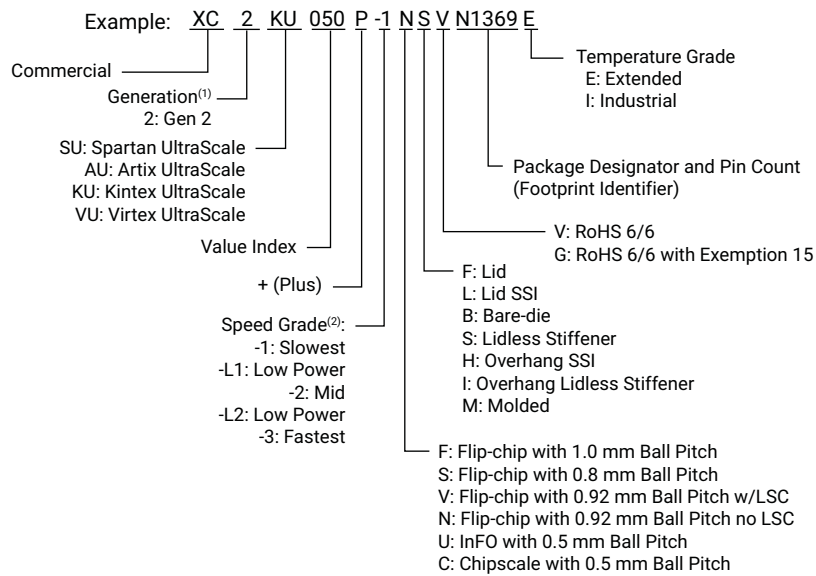 Example: XC 2 KU 050 P -1 N S V N1369 E
Commercial
Generation(1)
2: Gen 2
SU: Spartan UltraScale
AU: Artix UltraScale
KU: Kintex UltraScale
VU: Virtex UltraScale
Value Index
+ (Plus)
Speed Grade(2):
-1: Slowest
-L1: Low Power
-2: Mid
-L2: Low Power
-3: Fastest
Temperature Grade
E: Extended
I: Industrial
Package Designator and Pin Count
(Footprint Identifier)
V: RoHS 6/6
G: RoHS 6/6 with Exemption 15
F: Lid
L: Lid SSI
B: Bare-die
S: Lidless Stiffener
H: Overhang SSI
I: Overhang Lidless Stiffener
M: Molded
F: Flip-chip with 1.0 mm Ball Pitch
S: Flip-chip with 0.8 mm Ball Pitch
V: Flip-chip with 0.92 mm Ball Pitch w/LSC
N: Flip-chip with 0.92 mm Ball Pitch no LSC
U: InFO with 0.5 mm Ball Pitch
C: Chipscale with 0.5 mm Ball Pitch